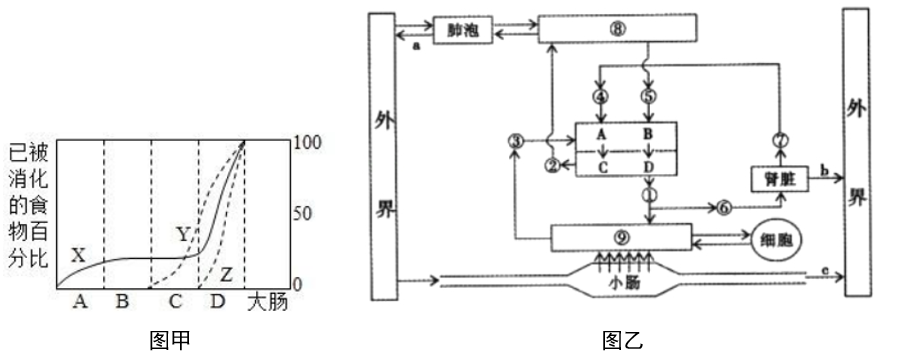 已被
消化
的食
物百
分比
100
50
0
X
Y
Z
A
B
C
D
大肠
图甲
外
界
a
肺泡
⑧
④
⑤
③
A
B
C
D
②
①
⑦
肾脏
b
⑥
⑨
细胞
小肠
c
外
界
图乙